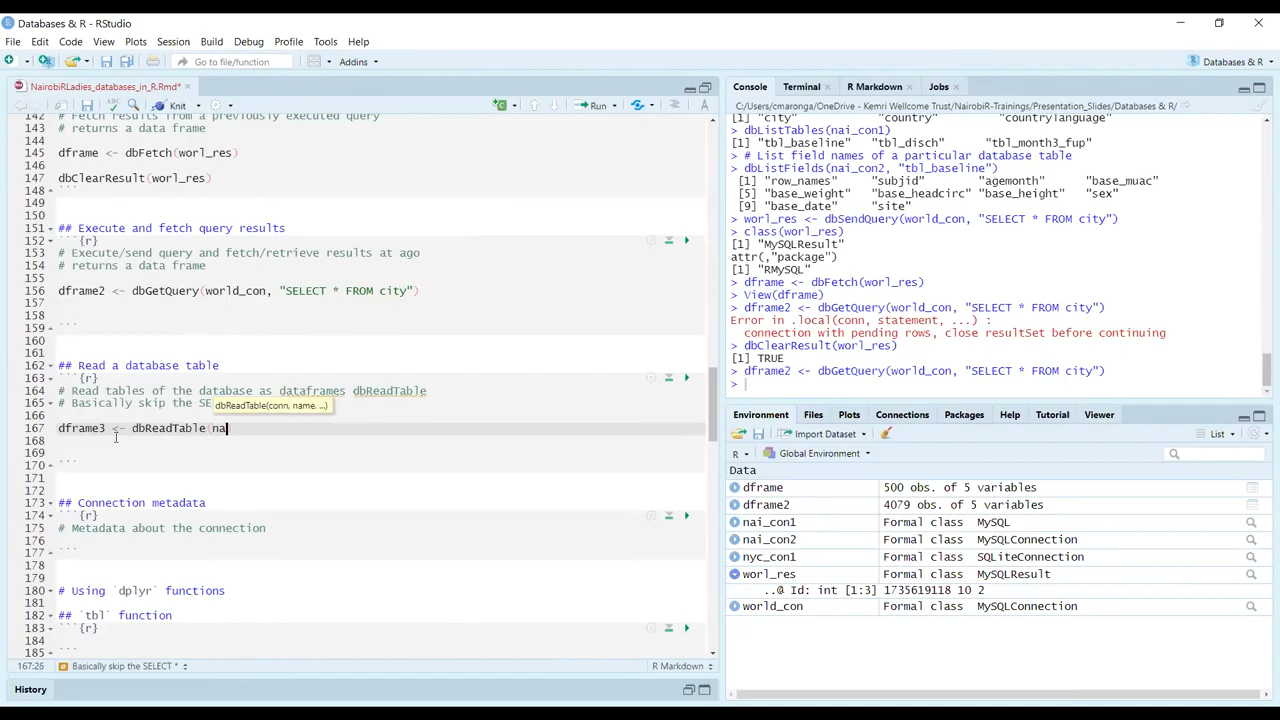 Databases & R - RStudio
File Edit Code View Plots Session Build Debug Profile Tools Help
Go to file/function Addins Databases & R
NairobiRLadies_databases_in_R.Rmd*
Knit Run
142 # Fetch results from a previously executed query
143 # returns a data frame
144
145 dframe <- dbFetch(worl_res)
146
147 dbClearResult(worl_res)
148 ```
149
150
151 ## Execute and fetch query results
152 ```{r}
153 # Execute/send query and fetch/retrieve results at ago
154 # returns a data frame
155
156 dframe2 <- dbGetQuery(world_con, "SELECT * FROM city")
157
158
159 ```
160
161
162 ## Read a database table
163 ```{r}
164 # Read tables of the database as dataframes dbReadTable
165 # Basically skip the SE
dbReadTable(conn, name, ...)
166
167 dframe3 <- dbReadTable(na
168
169
170 ```
171
172
173 ## Connection metadata
174 ```{r}
175 # Metadata about the connection
176
177 ```
178
179
180 # Using `dplyr` functions
181
182 ## `tbl` function
183 ```{r}
184
185 ```
167:26 Basically skip the SELECT * R Markdown
History
Console Terminal R Markdown Jobs
C:/Users/cmaronga/OneDrive - Kemri Wellcome Trust/NairobiR-Trainings/Presentation_Slides/Databases & R/
[1] "city" "country" "countrylanguage"
> dbListTables(nai_con1)
[1] "tbl_baseline" "tbl_disch" "tbl_month3_fup"
> # List field names of a particular database table
> dbListFields(nai_con2, "tbl_baseline")
[1] "row_names" "subjid" "agemonth" "base_muac"
[5] "base_weight" "base_headcirc" "base_height" "sex"
[9] "base_date" "site"
> worl_res <- dbSendQuery(world_con, "SELECT * FROM city")
> class(worl_res)
[1] "MySQLResult"
attr(,"package")
[1] "RMySQL"
> dframe <- dbFetch(worl_res)
> View(dframe)
> dframe2 <- dbGetQuery(world_con, "SELECT * FROM city")
Error in .local(conn, statement, ...) :
connection with pending rows, close resultSet before continuing
> dbClearResult(worl_res)
[1] TRUE
> dframe2 <- dbGetQuery(world_con, "SELECT * FROM city")
>
Environment Files Plots Connections Packages Help Tutorial Viewer
Import Dataset List
R Global Environment
Data
dframe 500 obs. of 5 variables
dframe2 4079 obs. of 5 variables
nai_con1 Formal class MySQL
nai_con2 Formal class MySQLConnection
nyc_con1 Formal class SQLiteConnection
worl_res Formal class MySQLResult
..@ Id: int [1:3] 1735619118 10 2
world_con Formal class MySQLConnection